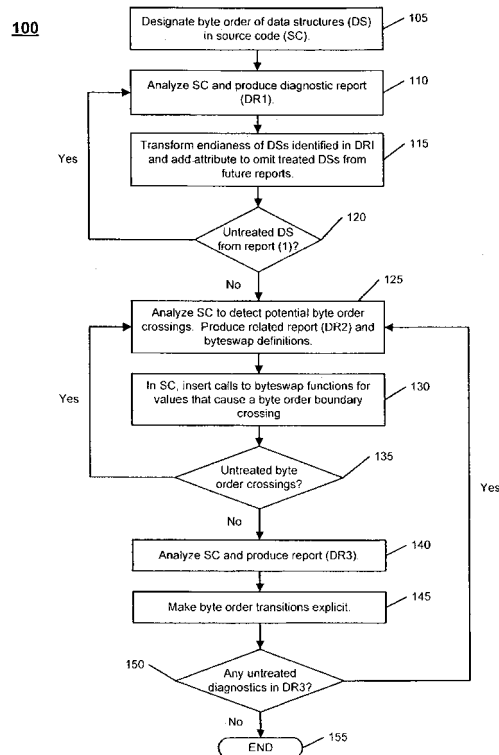 100
Designate byte order of data structures (DS)
in source code (SC).
105
Analyze SC and produce diagnostic report
(DR1).
110
Yes
Transform endianess of DSs identified in DRI
and add attribute to omit treated DSs from
future reports.
115
Untreated DS
from report (1)?
120
No
125
Analyze SC to detect potential byte order
crossings. Produce related report (DR2) and
byteswap definitions.
Yes
In SC, insert calls to byteswap functions for
values that cause a byte order boundary
crossing
130
Untreated byte
order crossings?
135
Yes
No
Analyze SC and produce report (DR3).
140
Make byte order transitions explicit.
145
150
Any untreated
diagnostics in DR3?
No
END
155